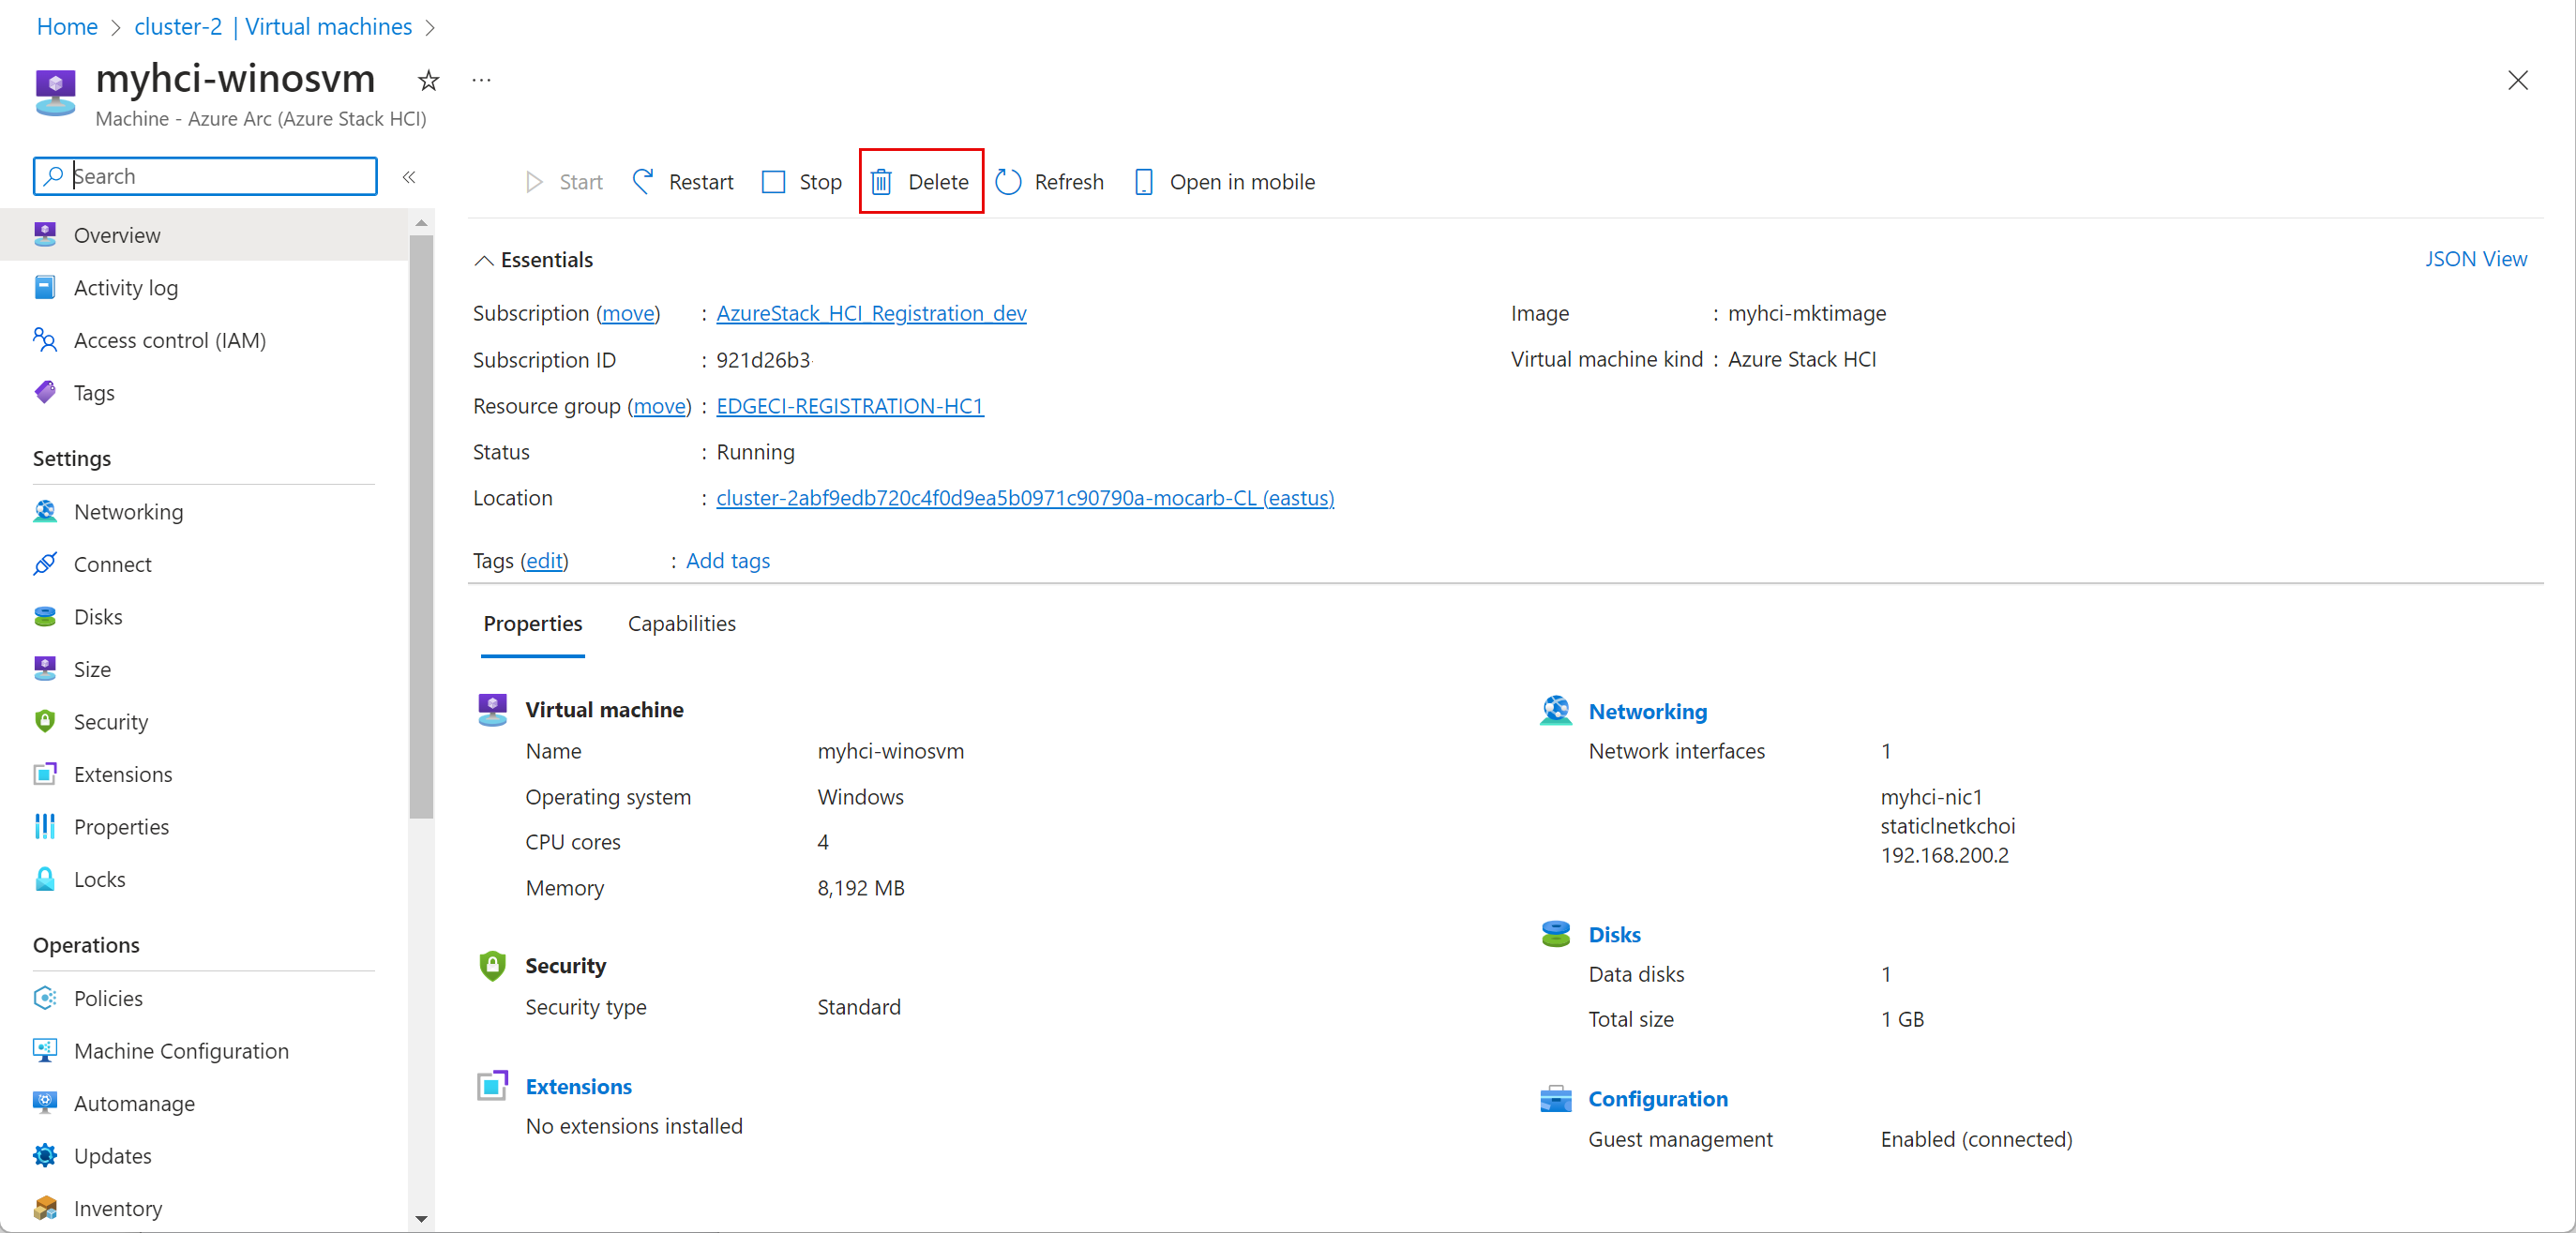 Home > cluster-2 | Virtual machines >
myhci-winosvm
Machine - Azure Arc (Azure Stack HCI)
Search
Start Restart Stop Delete Refresh Open in mobile
Overview
Activity log
Access control (IAM)
Tags
Settings
Networking
Connect
Disks
Size
Security
Extensions
Properties
Locks
Operations
Policies
Machine Configuration
Automanage
Updates
Inventory
Essentials
JSON View
Subscription (move) : AzureStack_HCI_Registration_dev
Subscription ID : 921d26b3
Resource group (move) : EDGECI-REGISTRATION-HC1
Status : Running
Location : cluster-2abf9edb720c4f0d9ea5b0971c90790a-mocarb-CL (eastus)
Image : myhci-mktimage
Virtual machine kind : Azure Stack HCI
Tags (edit) : Add tags
Properties Capabilities
Virtual machine
Name myhci-winosvm
Operating system Windows
CPU cores 4
Memory 8,192 MB
Security
Security type Standard
Extensions
No extensions installed
Networking
Network interfaces 1
myhci-nic1
staticlnetkchoi
192.168.200.2
Disks
Data disks 1
Total size 1 GB
Configuration
Guest management Enabled (connected)